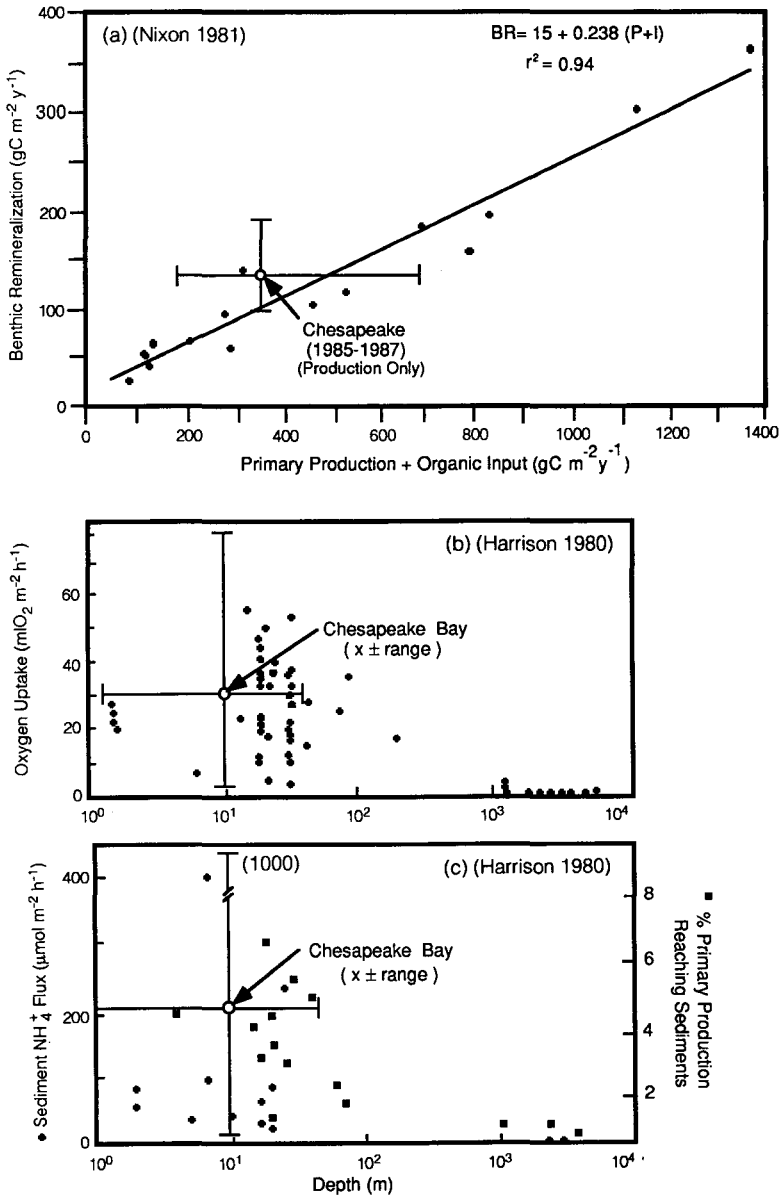 400
(a) (Nixon 1981)
BR= 15 + 0.238 (P+I)
r² = 0.94
300
200
100
0
Benthic Remineralization (gC m⁻² y⁻¹)
Chesapeake
(1985-1987)
(Production Only)
0 200 400 600 800 1000 1200 1400
Primary Production + Organic Input (gC m⁻² y⁻¹)
(b) (Harrison 1980)
60
40
20
0
Oxygen Uptake (mlO₂ m⁻² h⁻¹)
Chesapeake Bay
( x ± range )
10⁰ 10¹ 10² 10³ 10⁴
(1000)
(c) (Harrison 1980)
400
200
0
Sediment NH₄⁺ Flux (µmol m⁻² h⁻¹)
Chesapeake Bay
( x ± range )
8
6
4
2
% Primary Production
Reaching Sediments
10⁰ 10¹ 10² 10³ 10⁴
Depth (m)